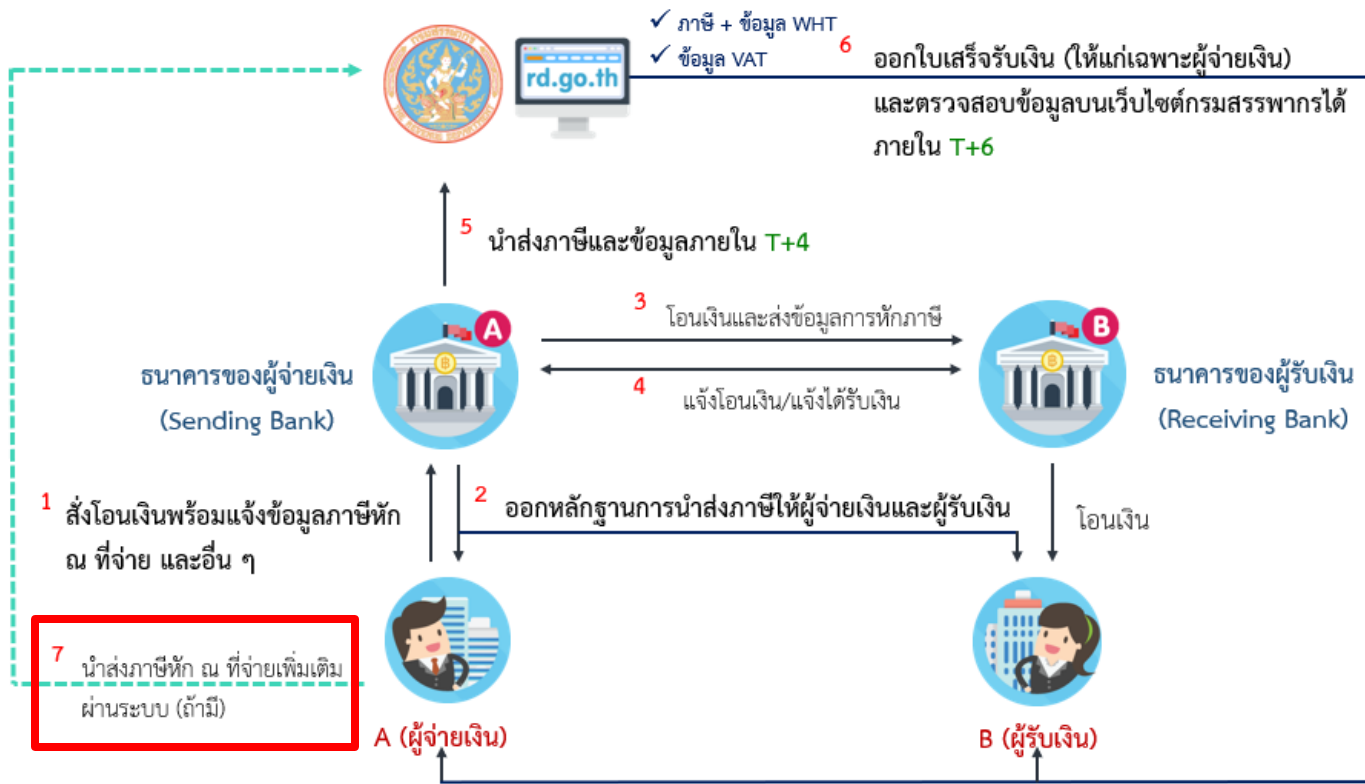 กรมสรรพากร
THE REVENUE DEPARTMENT
rd.go.th
✓ ภาษี + ข้อมูล WHT
✓ ข้อมูล VAT
6 ออกใบเสร็จรับเงิน (ให้แก่เฉพาะผู้จ่ายเงิน)
และตรวจสอบข้อมูลบนเว็บไซต์กรมสรรพากรได้
ภายใน T+6
5 นำส่งภาษีและข้อมูลภายใน T+4
ธนาคารของผู้จ่ายเงิน
(Sending Bank)
A
฿
3 โอนเงินและส่งข้อมูลการหักภาษี
4 แจ้งโอนเงิน/แจ้งได้รับเงิน
B
฿
ธนาคารของผู้รับเงิน
(Receiving Bank)
1 สั่งโอนเงินพร้อมแจ้งข้อมูลภาษีหัก
ณ ที่จ่าย และอื่น ๆ
2 ออกหลักฐานการนำส่งภาษีให้ผู้จ่ายเงินและผู้รับเงิน
โอนเงิน
7 นำส่งภาษีหัก ณ ที่จ่ายเพิ่มเติม
ผ่านระบบ (ถ้ามี)
A (ผู้จ่ายเงิน)
B (ผู้รับเงิน)